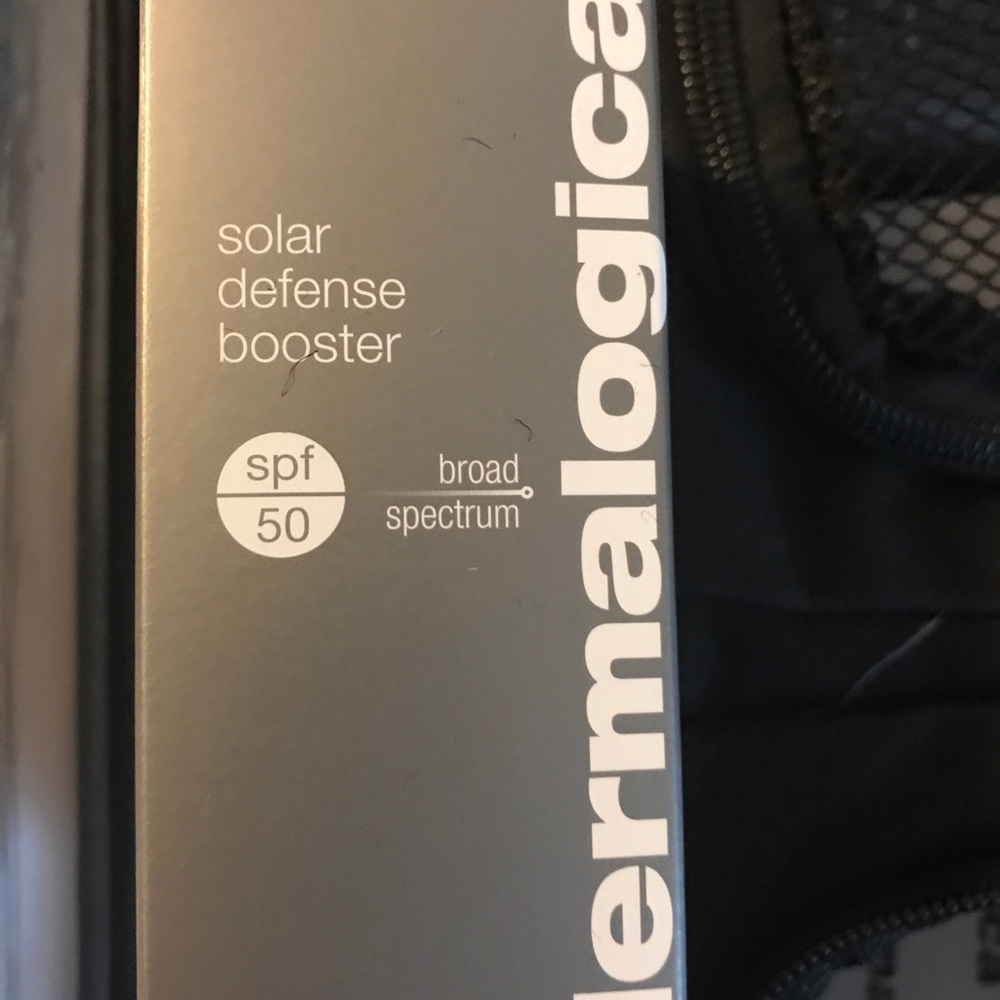 solar
defense
booster
spf
50
broad
spectrum
dermalogica